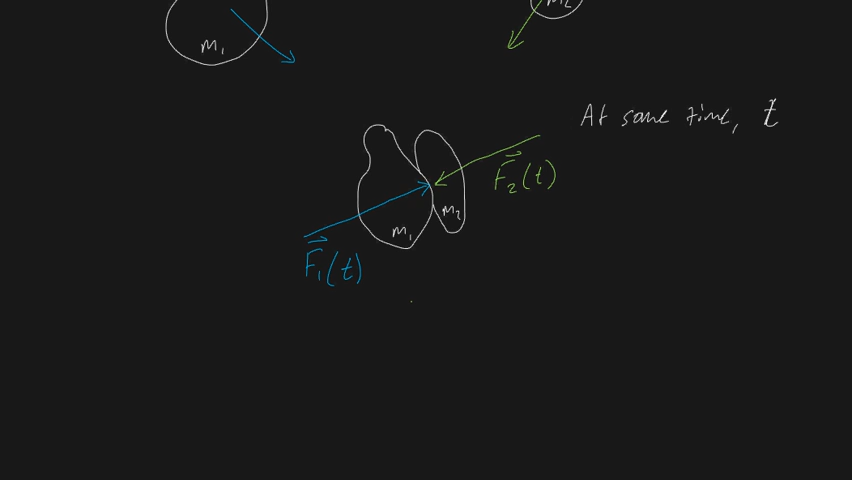 m₁
m₂
At same time, t
F⃗₂(t)
m₂
m₁
F⃗₁(t)